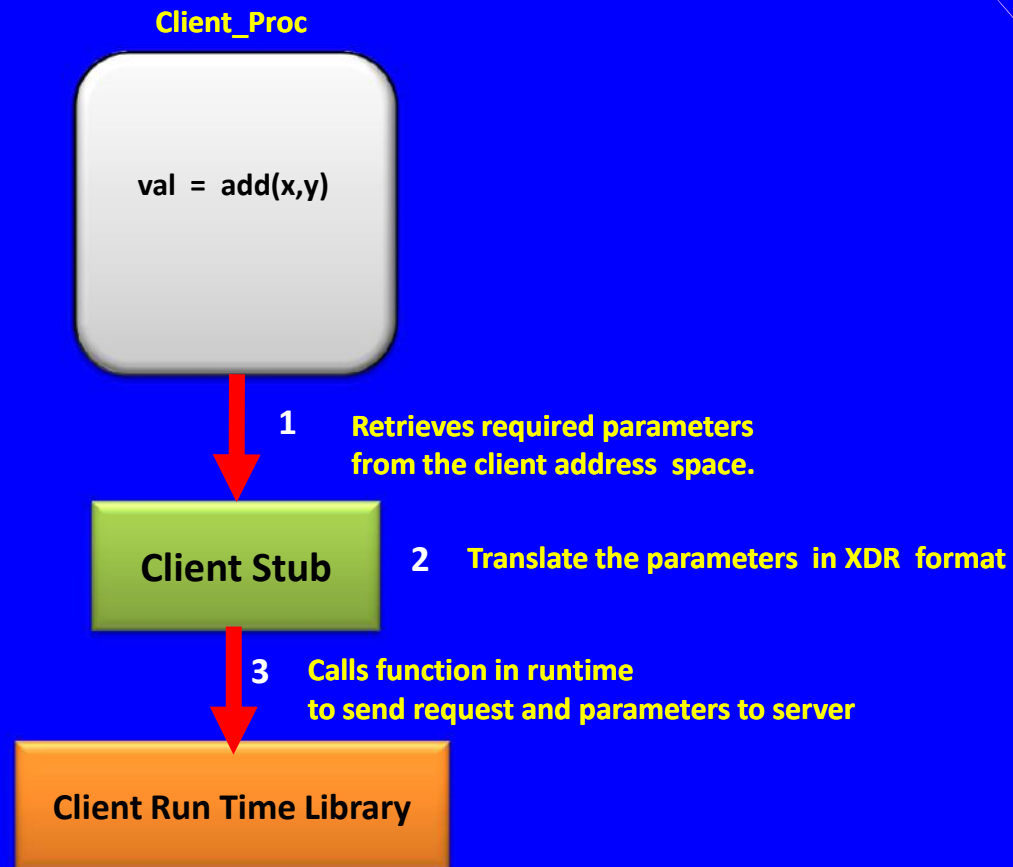 Client_Proc
val = add(x,y)
1
Retrieves required parameters
from the client address space.
Client Stub
2
Translate the parameters in XDR format
3
Calls function in runtime
to send request and parameters to server
Client Run Time Library